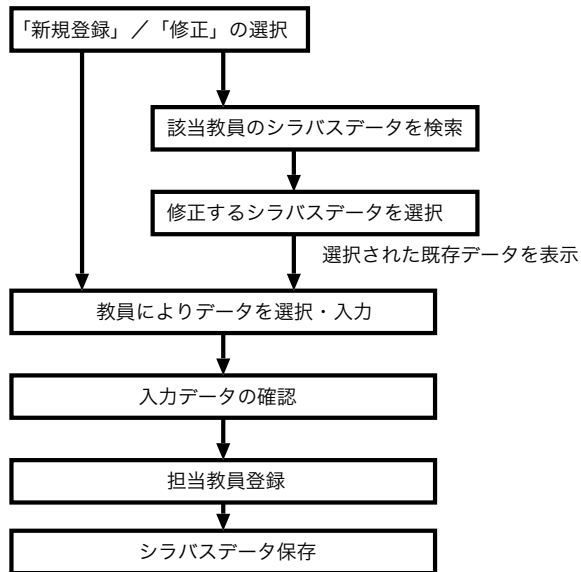 「新規登録」／「修正」の選択
該当教員のシラバスデータを検索
修正するシラバスデータを選択
選択された既存データを表示
教員によりデータを選択・入力
入力データの確認
担当教員登録
シラバスデータ保存